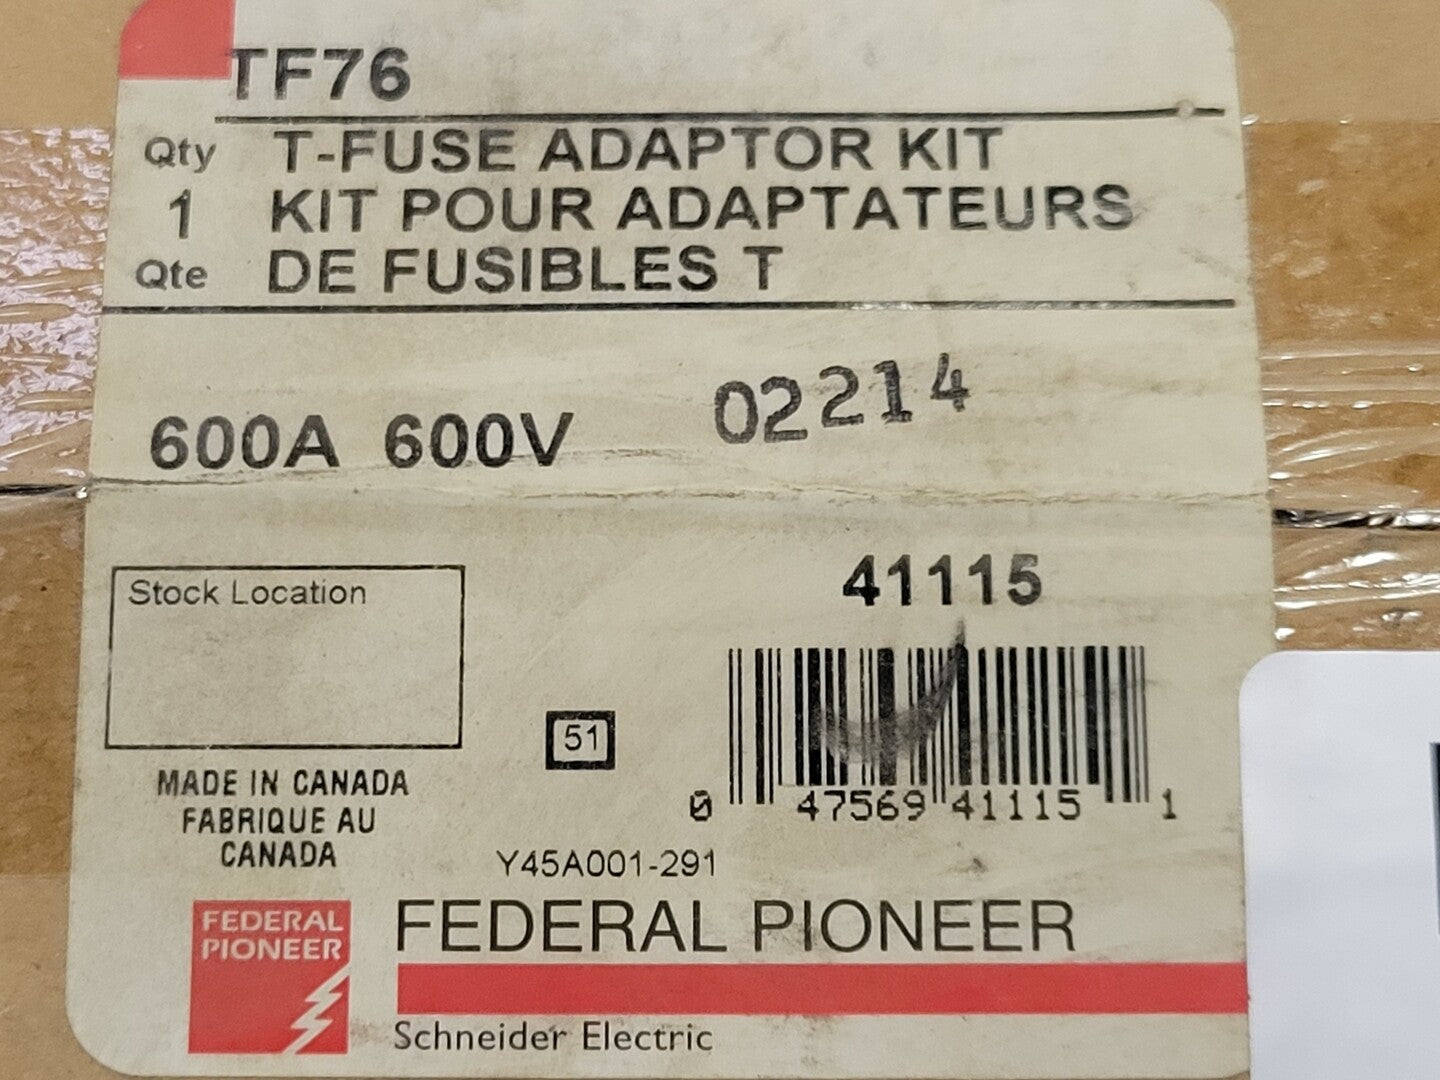 TF76
Qty T-FUSE ADAPTOR KIT
1 KIT POUR ADAPTATEURS
Qte DE FUSIBLES T
600A 600V 02214
41115
Stock Location
51
0 47569 41115 1
MADE IN CANADA
FABRIQUE AU
CANADA
Y45A001-291
FEDERAL
PIONEER
FEDERAL PIONEER
Schneider Electric